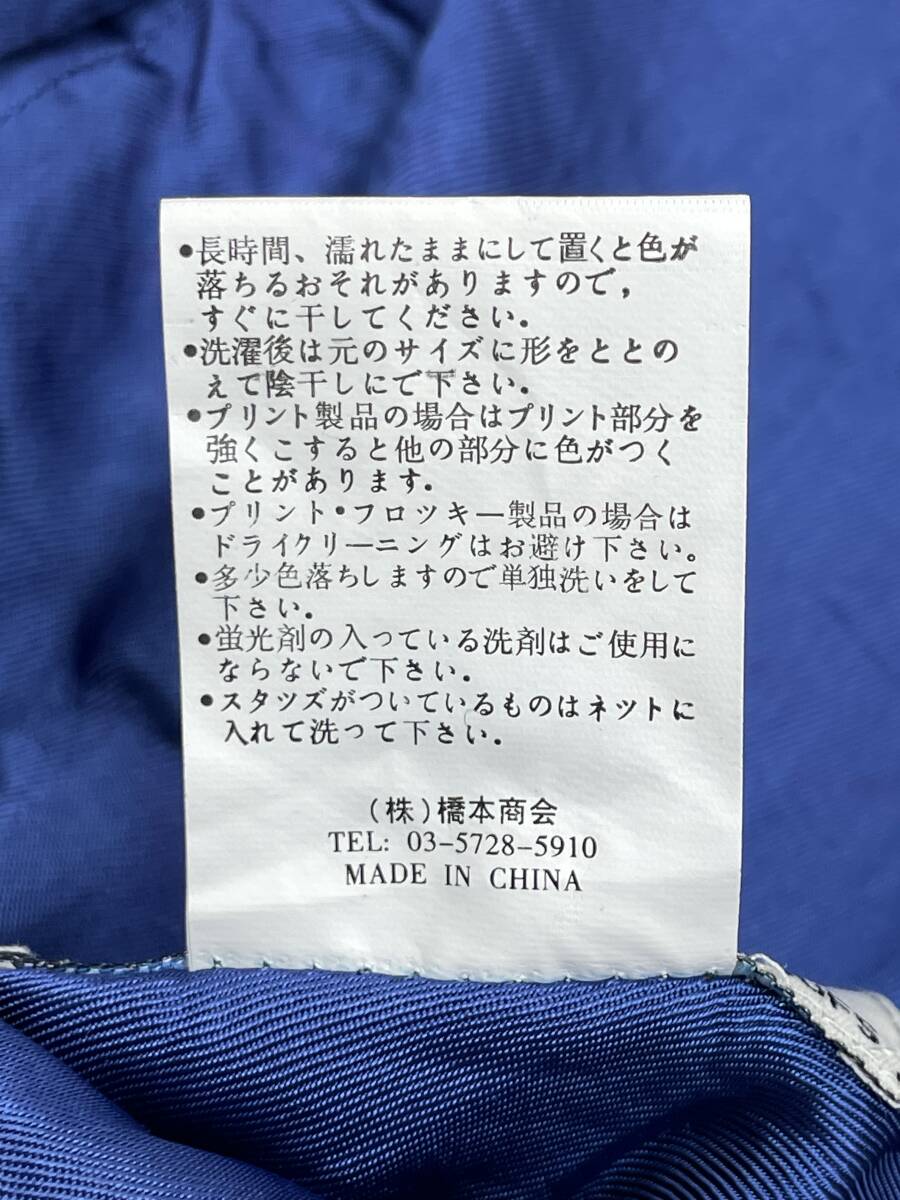 ●長時間、濡れたままにして置くと色が
落ちるおそれがありますので，
すぐに干してください。
●洗濯後は元のサイズに形をととの
えて陰干しにで下さい。
●プリント製品の場合はプリント部分を
強くこすると他の部分に色がつく
ことがあります．
●プリント・フロッキー製品の場合は
ドライクリーニングはお避け下さい。
●多少色落ちしますので単独洗いをして
下さい．
●蛍光剤の入っている洗剤はご使用に
ならないで下さい．
●スタッズがついているものはネットに
入れて洗って下さい．
(株)橋本商会
TEL: 03-5728-5910
MADE IN CHINA